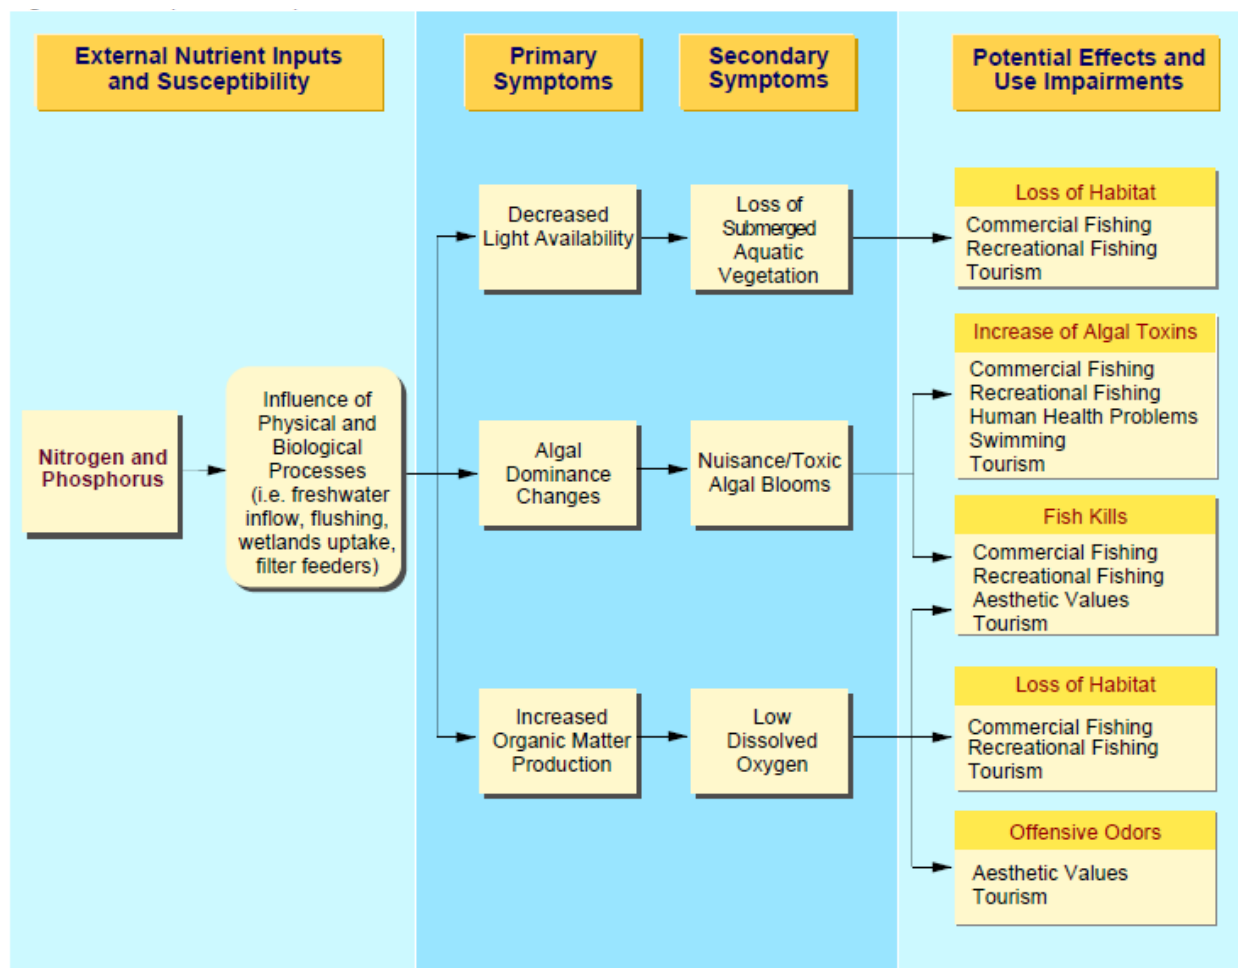 External Nutrient Inputs
and Susceptibility
Primary
Symptoms
Secondary
Symptoms
Potential Effects and
Use Impairments
Nitrogen and
Phosphorus
Influence of
Physical and
Biological
Processes
(i.e. freshwater
inflow, flushing,
wetlands uptake,
filter feeders)
Decreased
Light Availability
Loss of
Submerged
Aquatic
Vegetation
Loss of Habitat
Commercial Fishing
Recreational Fishing
Tourism
Algal
Dominance
Changes
Nuisance/Toxic
Algal Blooms
Increase of Algal Toxins
Commercial Fishing
Recreational Fishing
Human Health Problems
Swimming
Tourism
Fish Kills
Commercial Fishing
Recreational Fishing
Aesthetic Values
Tourism
Increased
Organic Matter
Production
Low
Dissolved
Oxygen
Loss of Habitat
Commercial Fishing
Recreational Fishing
Tourism
Offensive Odors
Aesthetic Values
Tourism